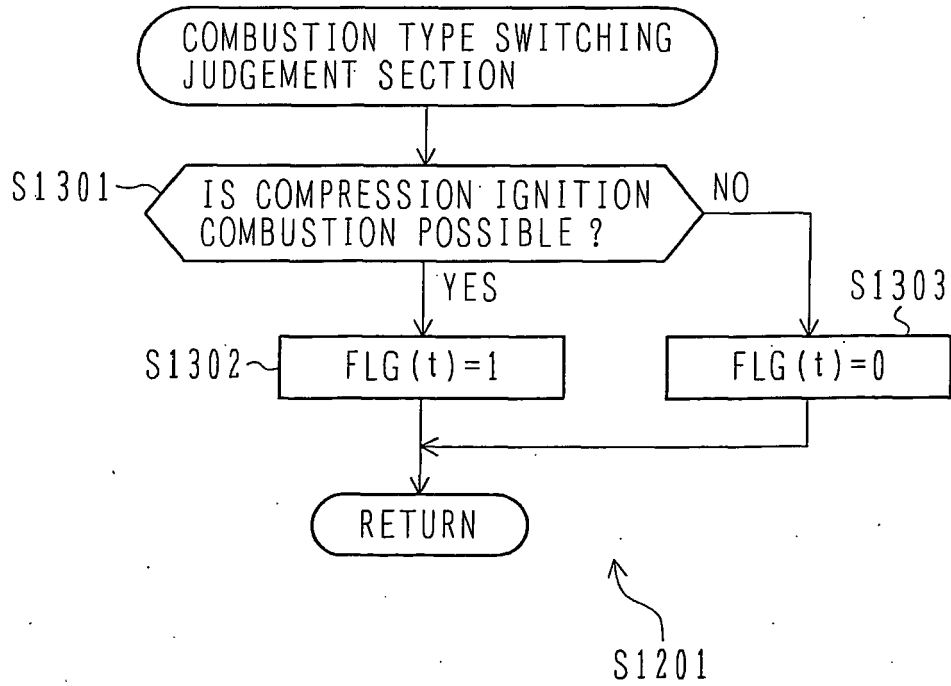 COMBUSTION TYPE SWITCHING
JUDGEMENT SECTION
S1301
IS COMPRESSION IGNITION
COMBUSTION POSSIBLE ?
NO
YES
S1303
S1302
FLG(t)=1
FLG(t)=0
RETURN
S1201